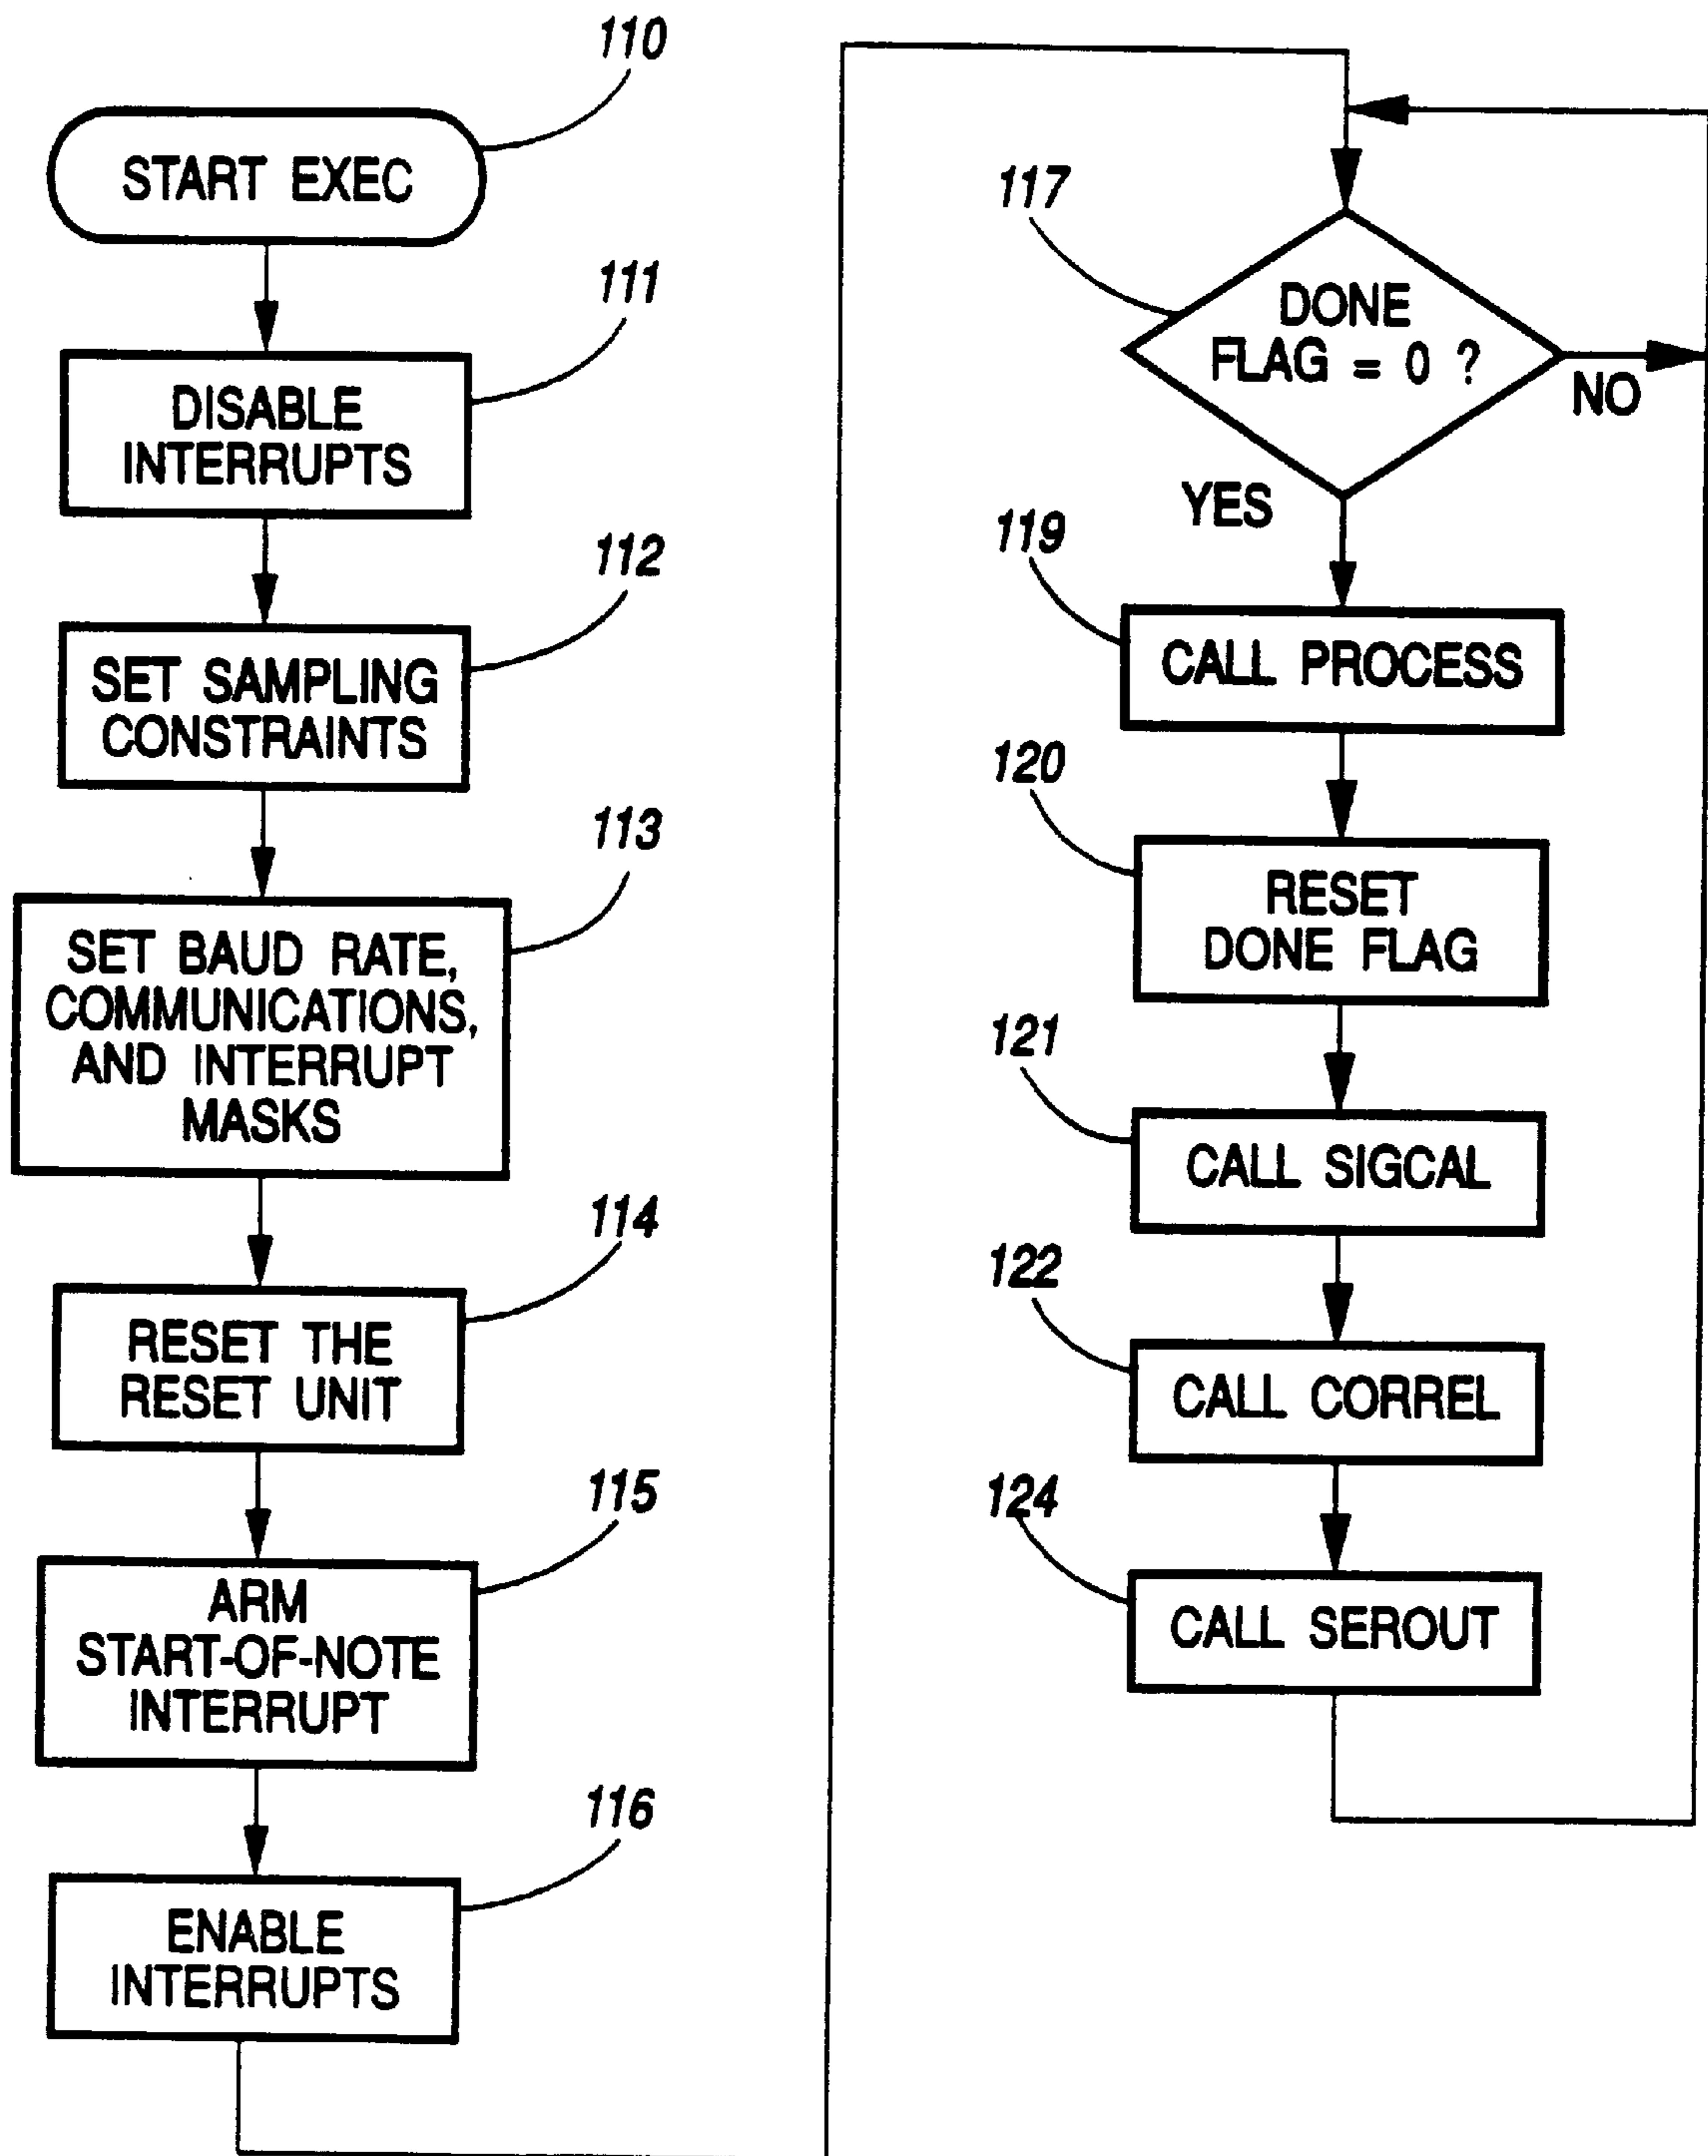 110
START EXEC
111
DISABLE
INTERRUPTS
112
SET SAMPLING
CONSTRAINTS
113
SET BAUD RATE,
COMMUNICATIONS,
AND INTERRUPT
MASKS
114
RESET THE
RESET UNIT
115
ARM
START-OF-NOTE
INTERRUPT
116
ENABLE
INTERRUPTS
117
DONE
FLAG = 0 ?
NO
YES
119
CALL PROCESS
120
RESET
DONE FLAG
121
CALL SIGCAL
122
CALL CORREL
124
CALL SEROUT